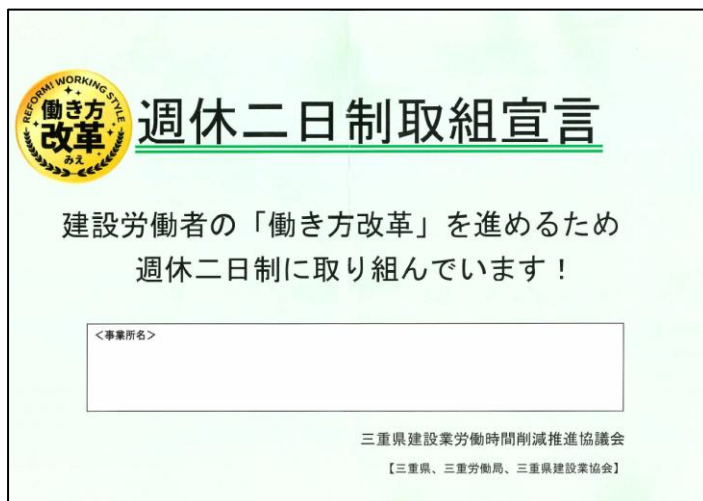 REFORM! WORKING STYLE
働き方
改革
みえ
週休二日制取組宣言
建設労働者の「働き方改革」を進めるため
週休二日制に取り組んでいます！
＜事業所名＞
三重県建設業労働時間削減推進協議会
【三重県、三重労働局、三重県建設業協会】